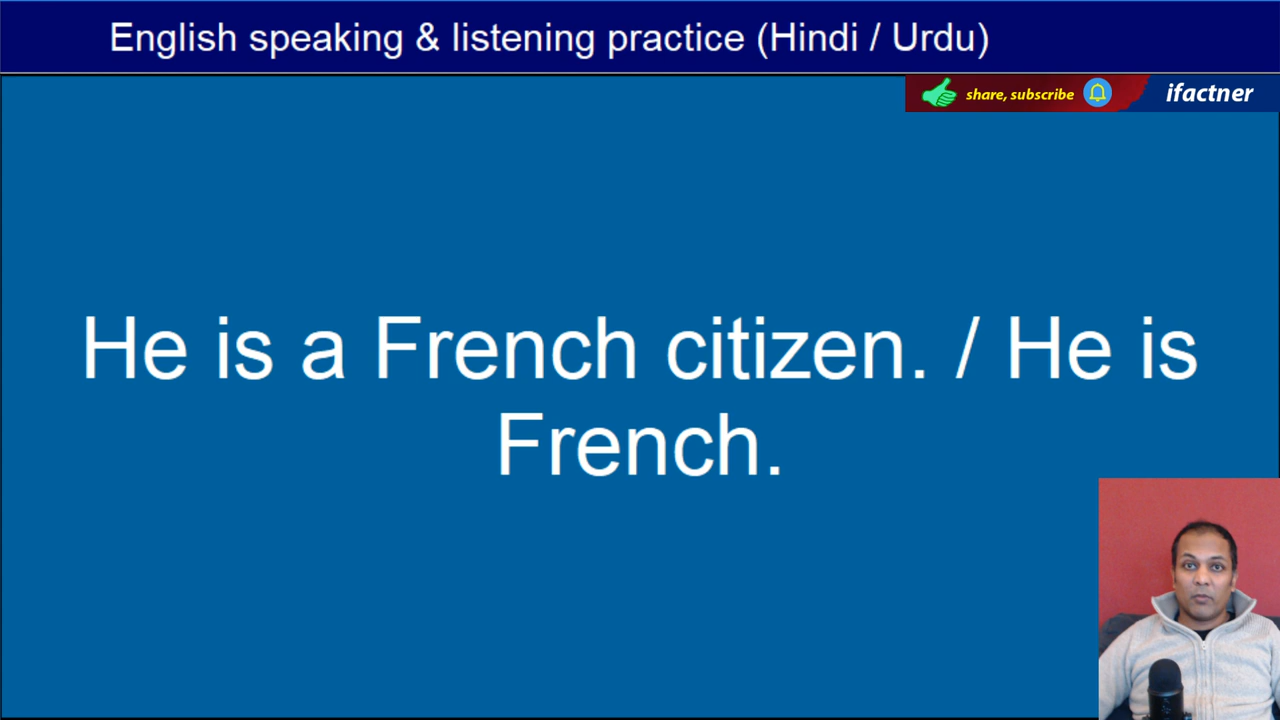 English speaking & listening practice (Hindi / Urdu)
share, subscribe
ifactner
He is a French citizen. / He is
French.